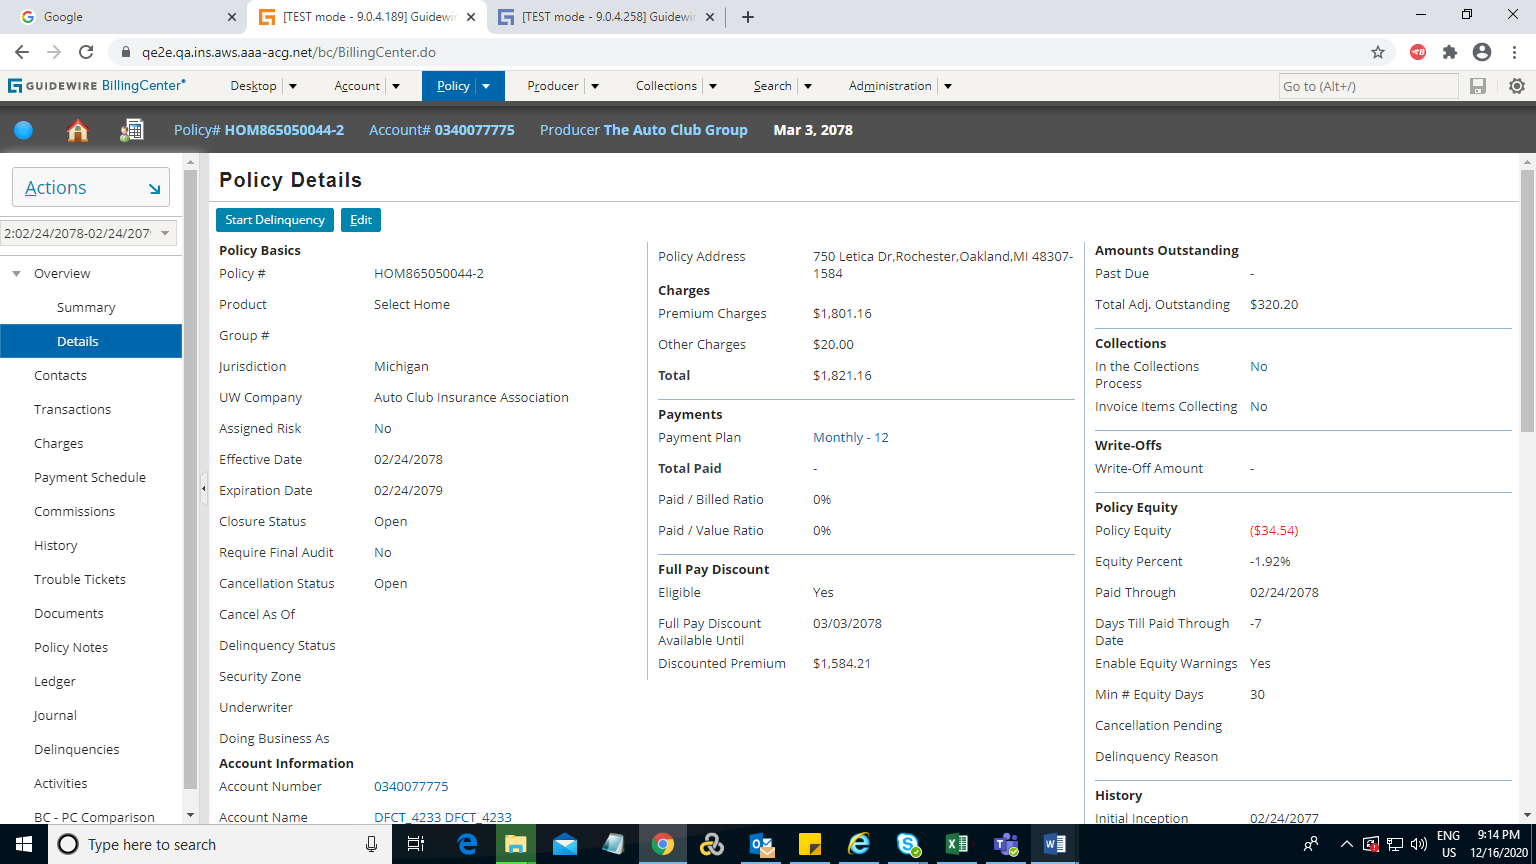 Google
[TEST mode - 9.0.4.189] Guidewir
[TEST mode - 9.0.4.258] Guidewir
qe2e.qa.ins.aws.aaa-acg.net/bc/BillingCenter.do
GUIDEWIRE BillingCenter
Desktop
Account
Policy
Producer
Collections
Search
Administration
Go to (Alt+/)
Policy# HOM865050044-2
Account# 0340077775
Producer The Auto Club Group
Mar 3, 2078
Actions
2:02/24/2078-02/24/207
Overview
Summary
Details
Contacts
Transactions
Charges
Payment Schedule
Commissions
History
Trouble Tickets
Documents
Policy Notes
Ledger
Journal
Delinquencies
Activities
BC - PC Comparison
Policy Details
Start Delinquency
Edit
Policy Basics
Policy # HOM865050044-2
Product Select Home
Group #
Jurisdiction Michigan
UW Company Auto Club Insurance Association
Assigned Risk No
Effective Date 02/24/2078
Expiration Date 02/24/2079
Closure Status Open
Require Final Audit No
Cancellation Status Open
Cancel As Of
Delinquency Status
Security Zone
Underwriter
Doing Business As
Account Information
Account Number 0340077775
Account Name DFCT_4233 DFCT_4233
Policy Address 750 Letica Dr,Rochester,Oakland,MI 48307-
1584
Charges
Premium Charges $1,801.16
Other Charges $20.00
Total $1,821.16
Payments
Payment Plan Monthly - 12
Total Paid -
Paid / Billed Ratio 0%
Paid / Value Ratio 0%
Full Pay Discount
Eligible Yes
Full Pay Discount 03/03/2078
Available Until
Discounted Premium $1,584.21
Amounts Outstanding
Past Due -
Total Adj. Outstanding $320.20
Collections
In the Collections No
Process
Invoice Items Collecting No
Write-Offs
Write-Off Amount -
Policy Equity
Policy Equity ($34.54)
Equity Percent -1.92%
Paid Through 02/24/2078
Days Till Paid Through -7
Date
Enable Equity Warnings Yes
Min # Equity Days 30
Cancellation Pending
Delinquency Reason
History
Initial Inception 02/24/2077
Type here to search
ENG
US
9:14 PM
12/16/2020